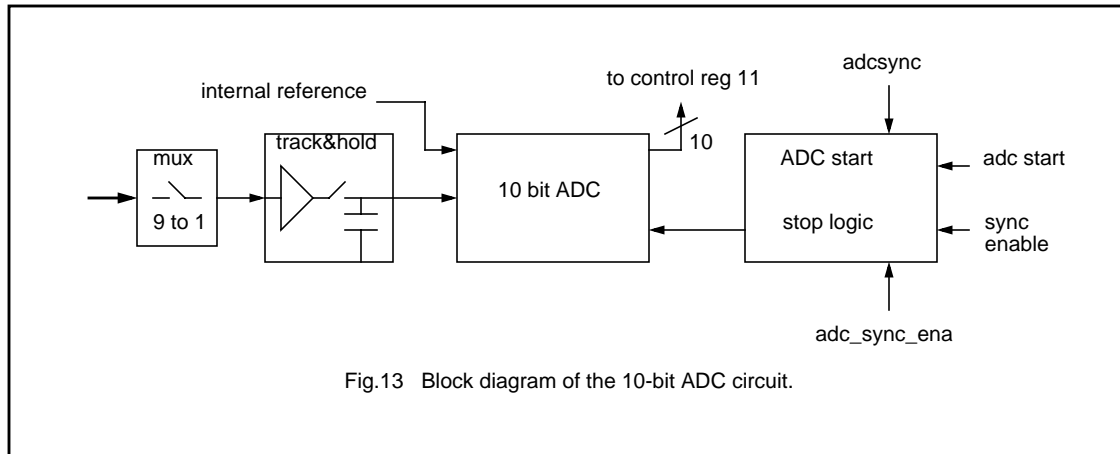 adcsync
to control reg 11
internal reference
10
track&hold
mux
9 to 1
10 bit ADC
ADC start
stop logic
adc start
sync
enable
adc_sync_ena
Fig.13 Block diagram of the 10-bit ADC circuit.